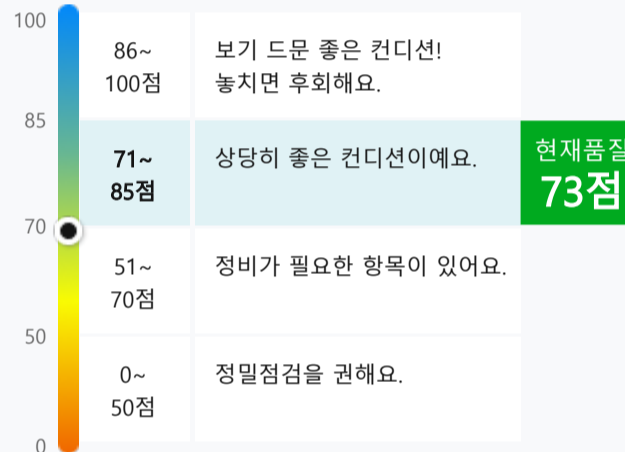 100
86~
100점
보기 드문 좋은 컨디션!
놓치면 후회해요.
85
71~
85점
상당히 좋은 컨디션이예요.
현재품질
73점
70
51~
70점
정비가 필요한 항목이 있어요.
50
0~
50점
정밀점검을 권해요.
0